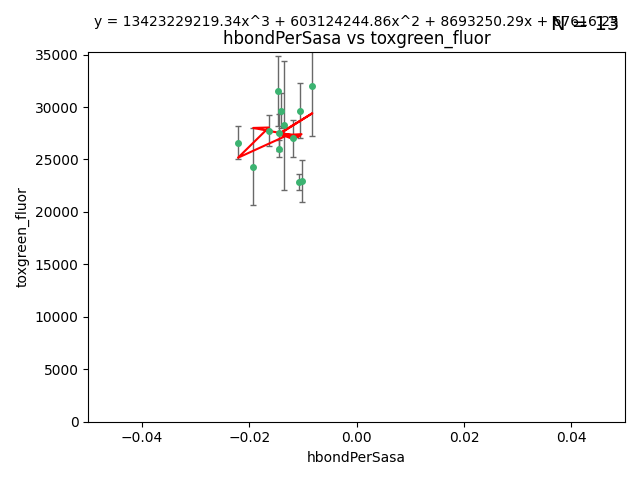 y = 13423229219.34x^3 + 603124244.86x^2 + 8693250.29x +
N = 13
hbondPerSasa vs toxgreen_fluor
35000
30000
25000
20000
15000
10000
5000
0
toxgreen_fluor
−0.04
−0.02
0.00
0.02
0.04
hbondPerSasa